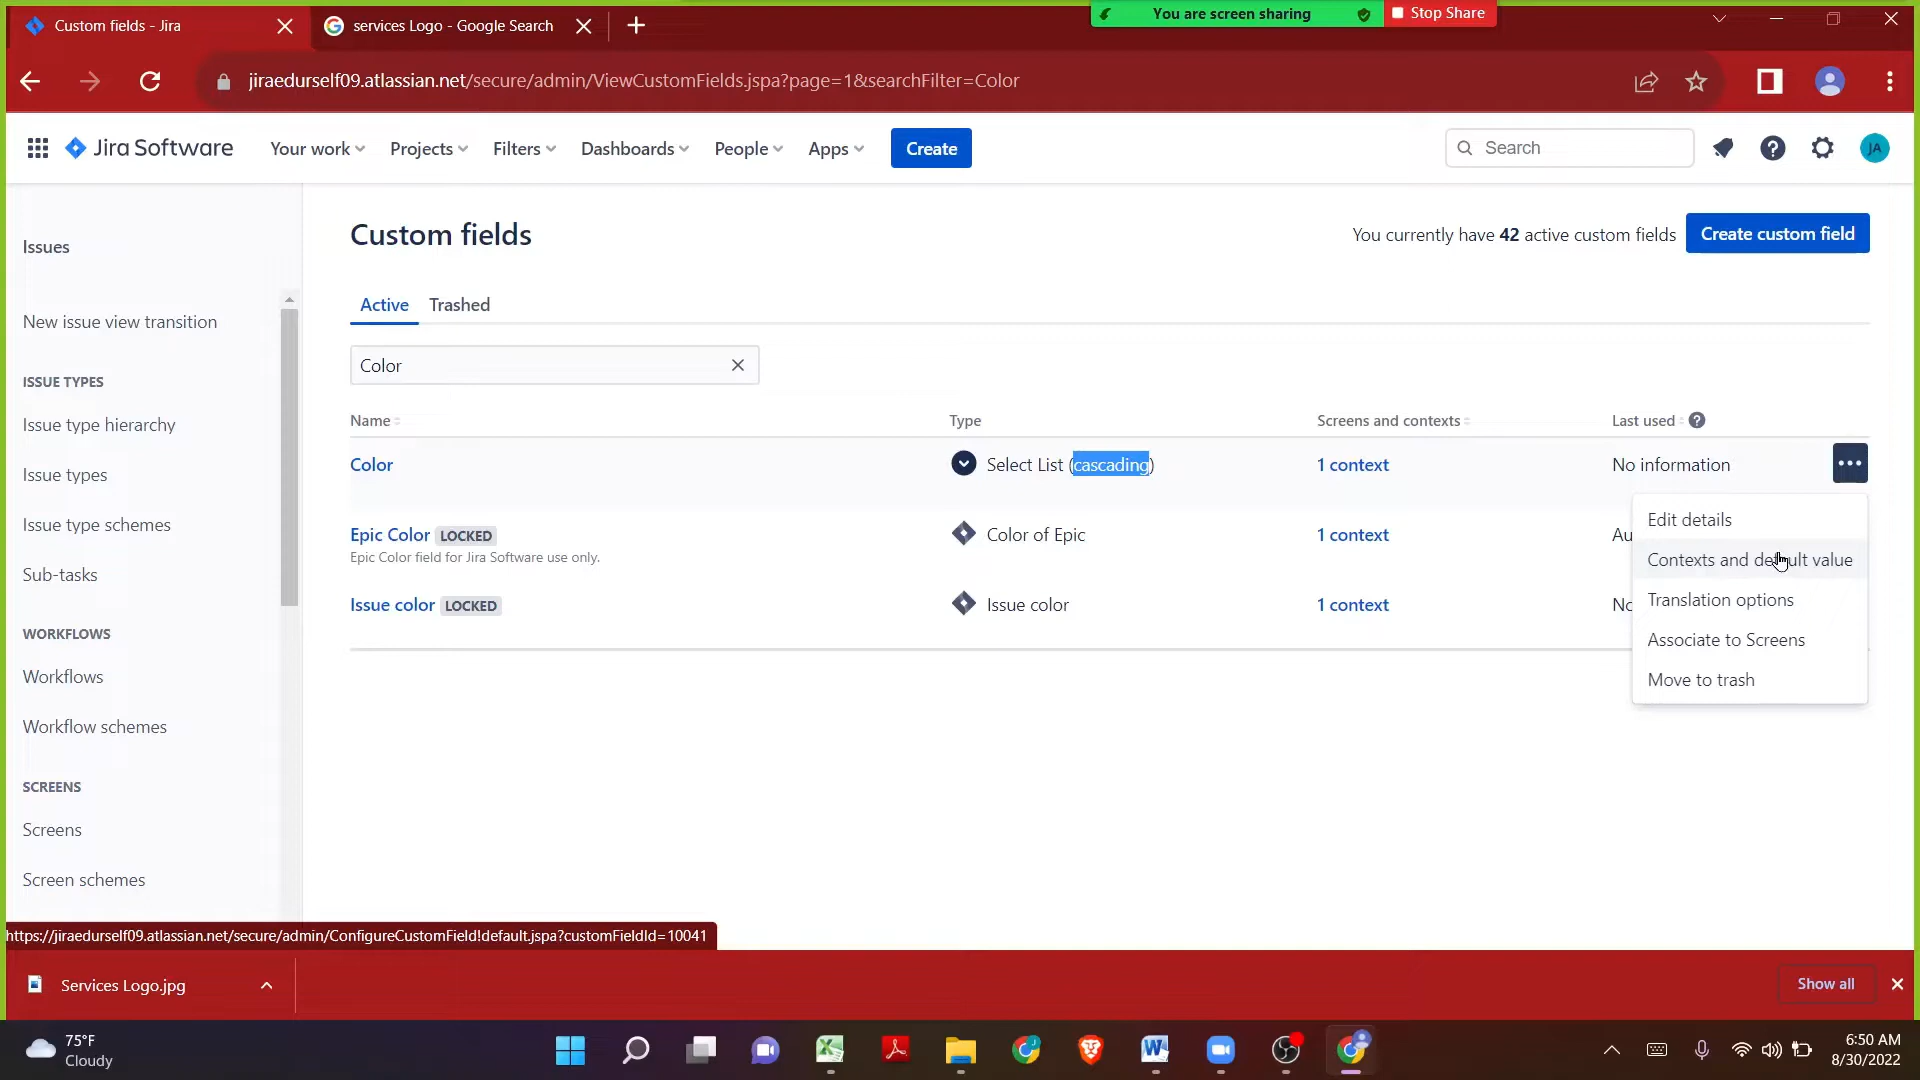 Custom fields - Jira
services Logo - Google Search
You are screen sharing
Stop Share
jiraedurself09.atlassian.net/secure/admin/ViewCustomFields.jspa?page=1&searchFilter=Color
Jira Software
Your work
Projects
Filters
Dashboards
People
Apps
Create
Search
JA
Issues
New issue view transition
ISSUE TYPES
Issue type hierarchy
Issue types
Issue type schemes
Sub-tasks
WORKFLOWS
Workflows
Workflow schemes
SCREENS
Screens
Screen schemes
Custom fields
You currently have 42 active custom fields
Create custom field
Active
Trashed
Color
Name
Type
Screens and contexts
Last used
Color
Select List (cascading)
1 context
No information
Epic Color LOCKED
Epic Color field for Jira Software use only.
Color of Epic
1 context
Au
Issue color LOCKED
Issue color
1 context
No
Edit details
Contexts and default value
Translation options
Associate to Screens
Move to trash
https://jiraedurself09.atlassian.net/secure/admin/ConfigureCustomField!default.jspa?customFieldId=10041
Services Logo.jpg
Show all
75°F
Cloudy
6:50 AM
8/30/2022